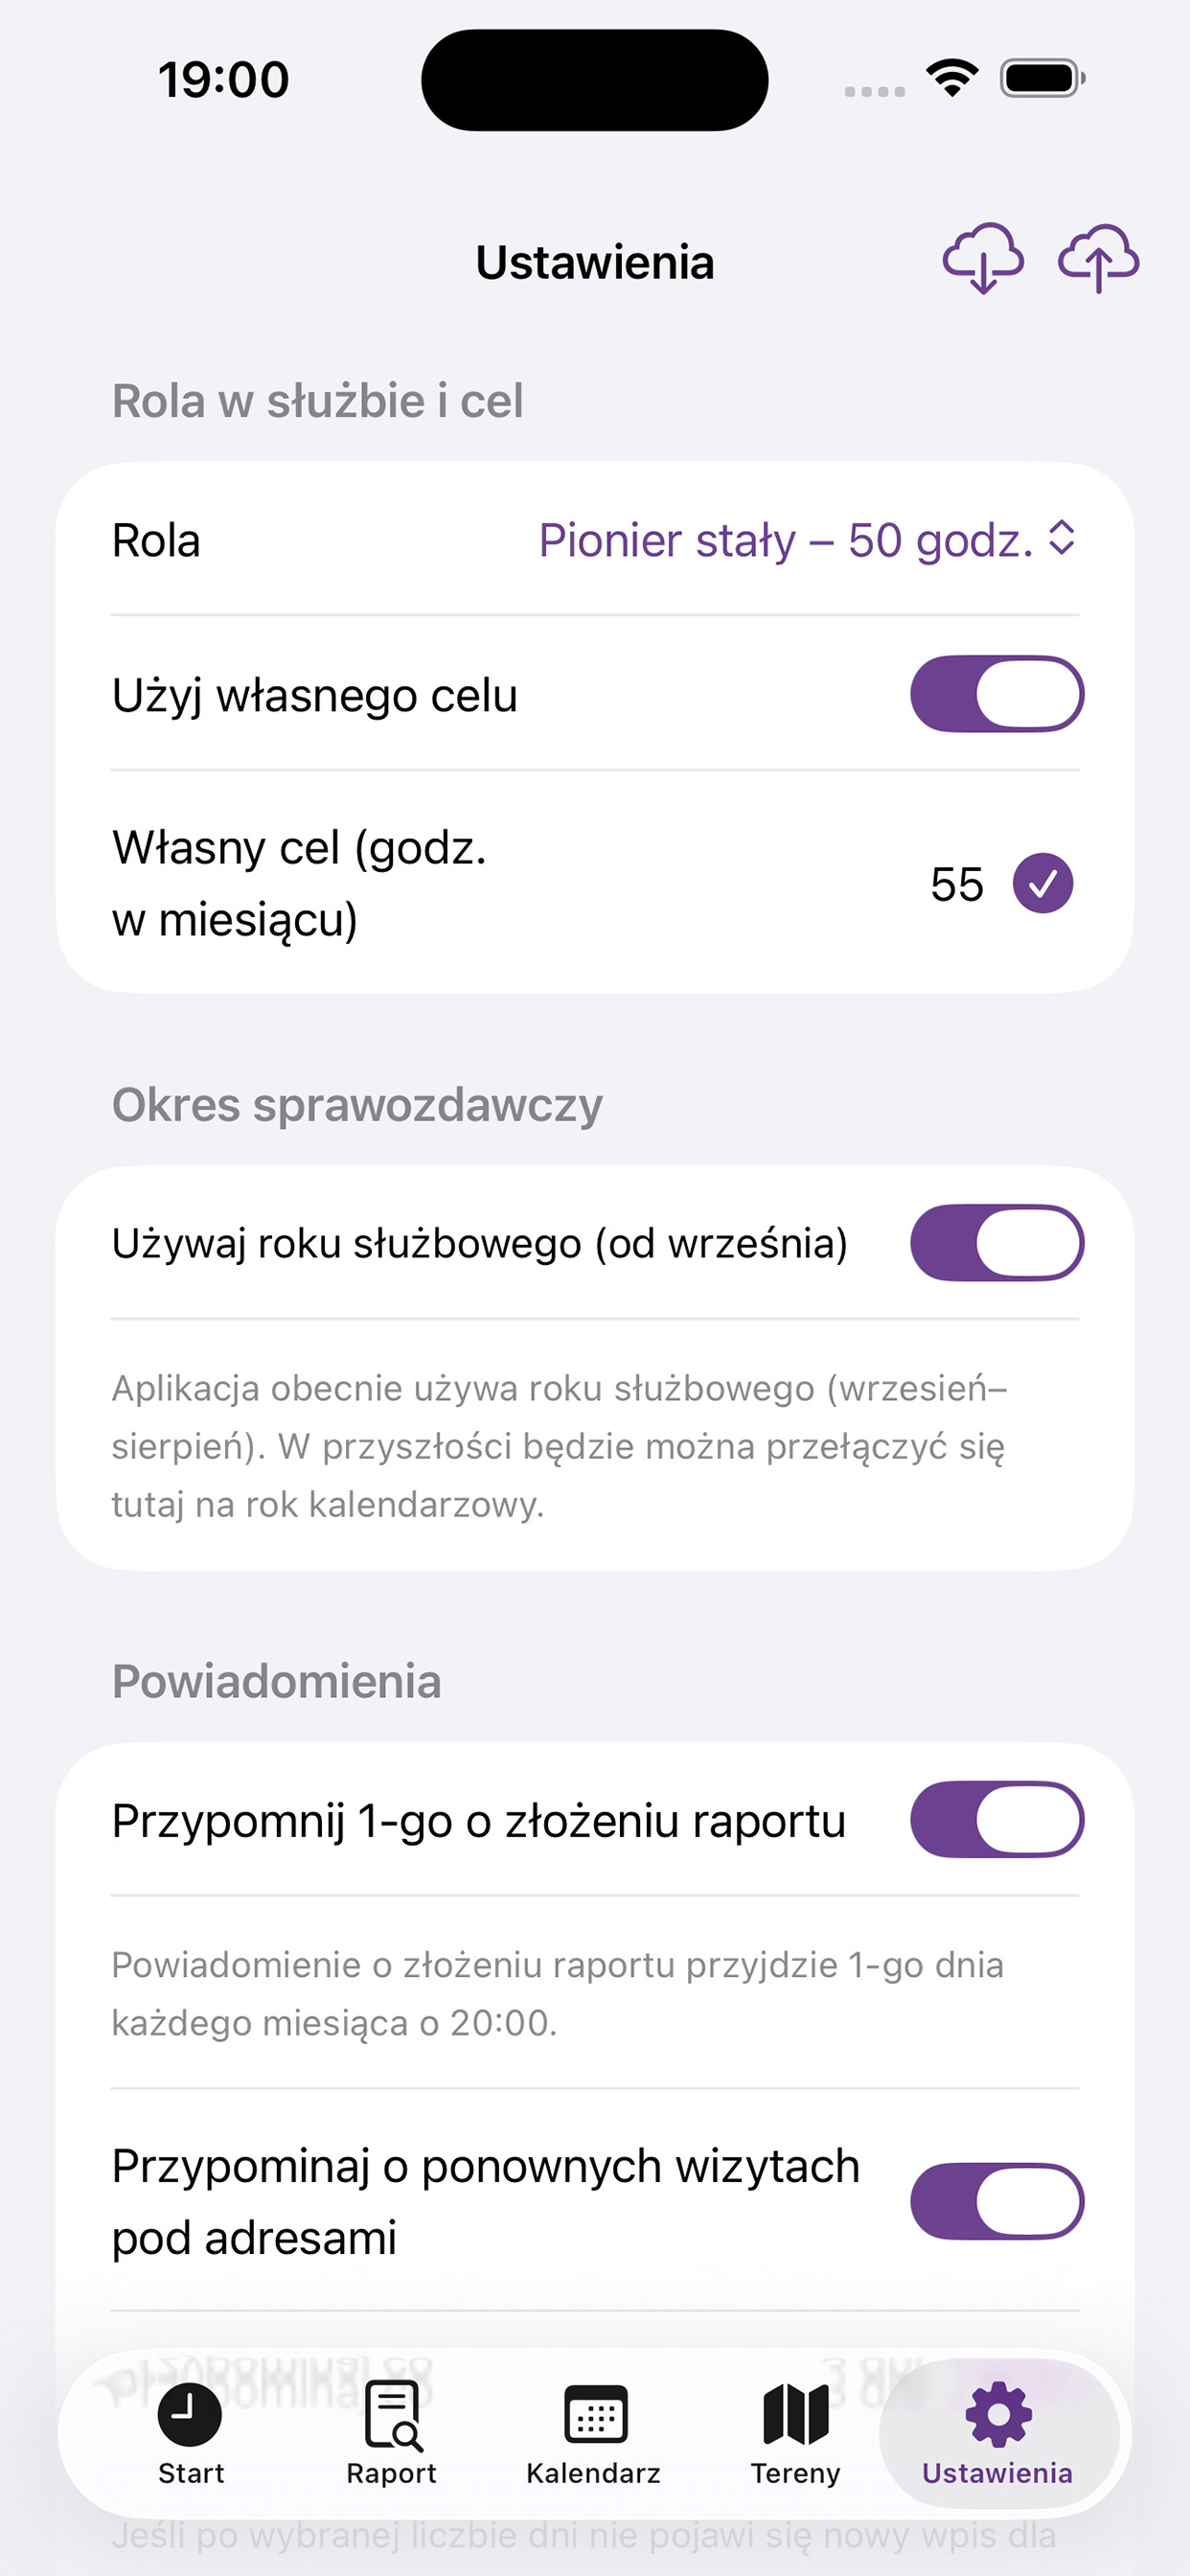 19:00
Ustawienia
Rola w służbie i cel
Rola
Pionier stały – 50 godz.
Użyj własnego celu
Własny cel (godz.
w miesiącu)
55
Okres sprawozdawczy
Używaj roku służbowego (od września)
Aplikacja obecnie używa roku służbowego (wrzesień–
sierpień). W przyszłości będzie można przełączyć się
tutaj na rok kalendarzowy.
Powiadomienia
Przypomnij 1-go o złożeniu raportu
Powiadomienie o złożeniu raportu przyjdzie 1-go dnia
każdego miesiąca o 20:00.
Przypominaj o ponownych wizytach
pod adresami
Przypominaj co
3 dni
Start
Raport
Kalendarz
Tereny
Ustawienia
Jeśli po wybranej liczbie dni nie pojawi się nowy wpis dla